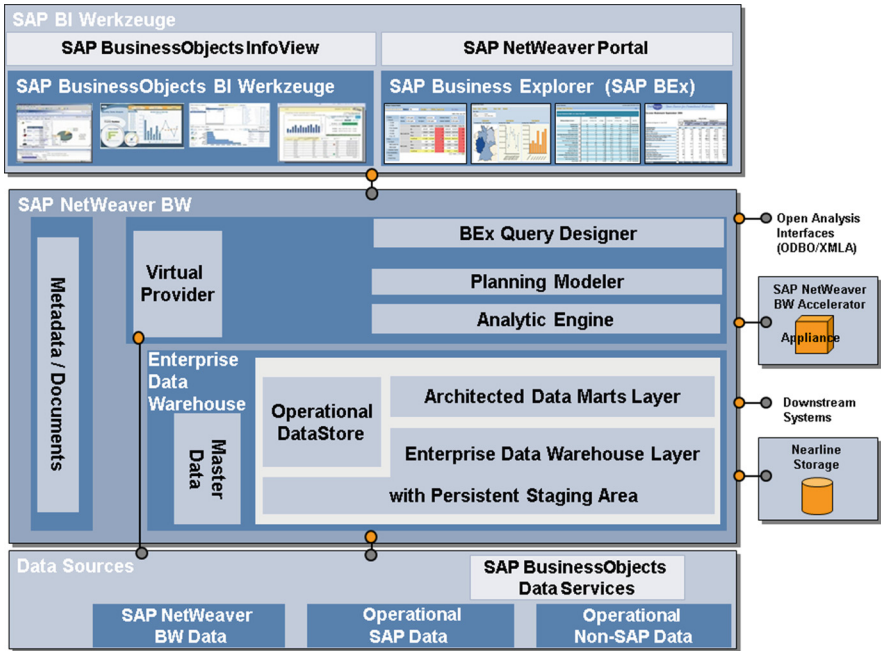 SAP BI Werkzeuge
SAP BusinessObjects InfoView
SAP NetWeaver Portal
SAP BusinessObjects BI Werkzeuge
SAP Business Explorer (SAP BEx)
SAP NetWeaver BW
Metadata / Documents
Virtual
Provider
BEx Query Designer
Planning Modeler
Analytic Engine
Enterprise
Data
Warehouse
Master
Data
Operational
DataStore
Architected Data Marts Layer
Enterprise Data Warehouse Layer
with Persistent Staging Area
Open Analysis
Interfaces
(ODBO/XMLA)
SAP NetWeaver
BW Accelerator
Appliance
Downstream
Systems
Nearline
Storage
Data Sources
SAP BusinessObjects
Data Services
SAP NetWeaver
BW Data
Operational
SAP Data
Operational
Non-SAP Data